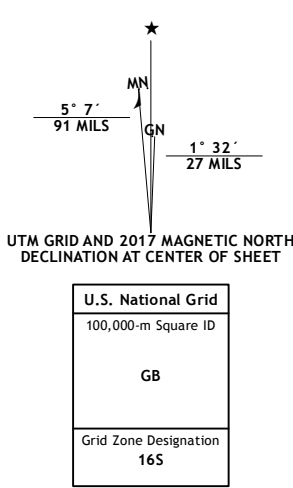 MN
5° 7´
91 MILS
GN
1° 32´
27 MILS
UTM GRID AND 2017 MAGNETIC NORTH
DECLINATION AT CENTER OF SHEET
U.S. National Grid
100,000-m Square ID
GB
Grid Zone Designation
16S